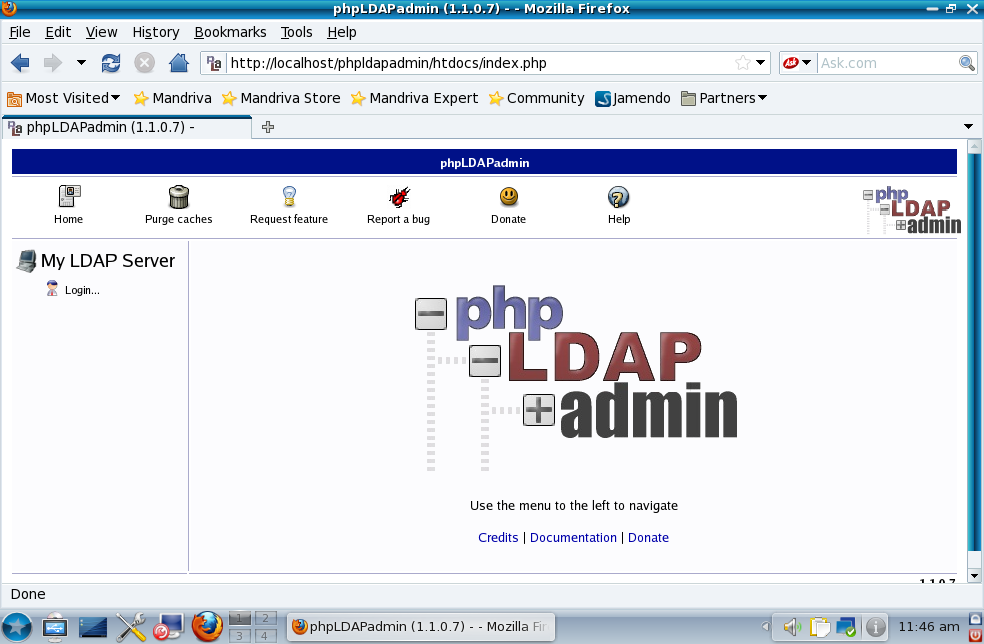 phpLDAPadmin (1.1.0.7) - - Mozilla Firefox
File Edit View History Bookmarks Tools Help
http://localhost/phpldapadmin/htdocs/index.php Ask.com
Most Visited Mandriva Mandriva Store Mandriva Expert Community Jamendo Partners
phpLDAPadmin (1.1.0.7) -
phpLDAPadmin
Home Purge caches Request feature Report a bug Donate Help
php
LDAP
admin
My LDAP Server
Login...
php
LDAP
admin
Use the menu to the left to navigate
Credits | Documentation | Donate
1.1.0.7
Done
1 2
3 4
phpLDAPadmin (1.1.0.7) - - Mozilla Fir
11:46 am